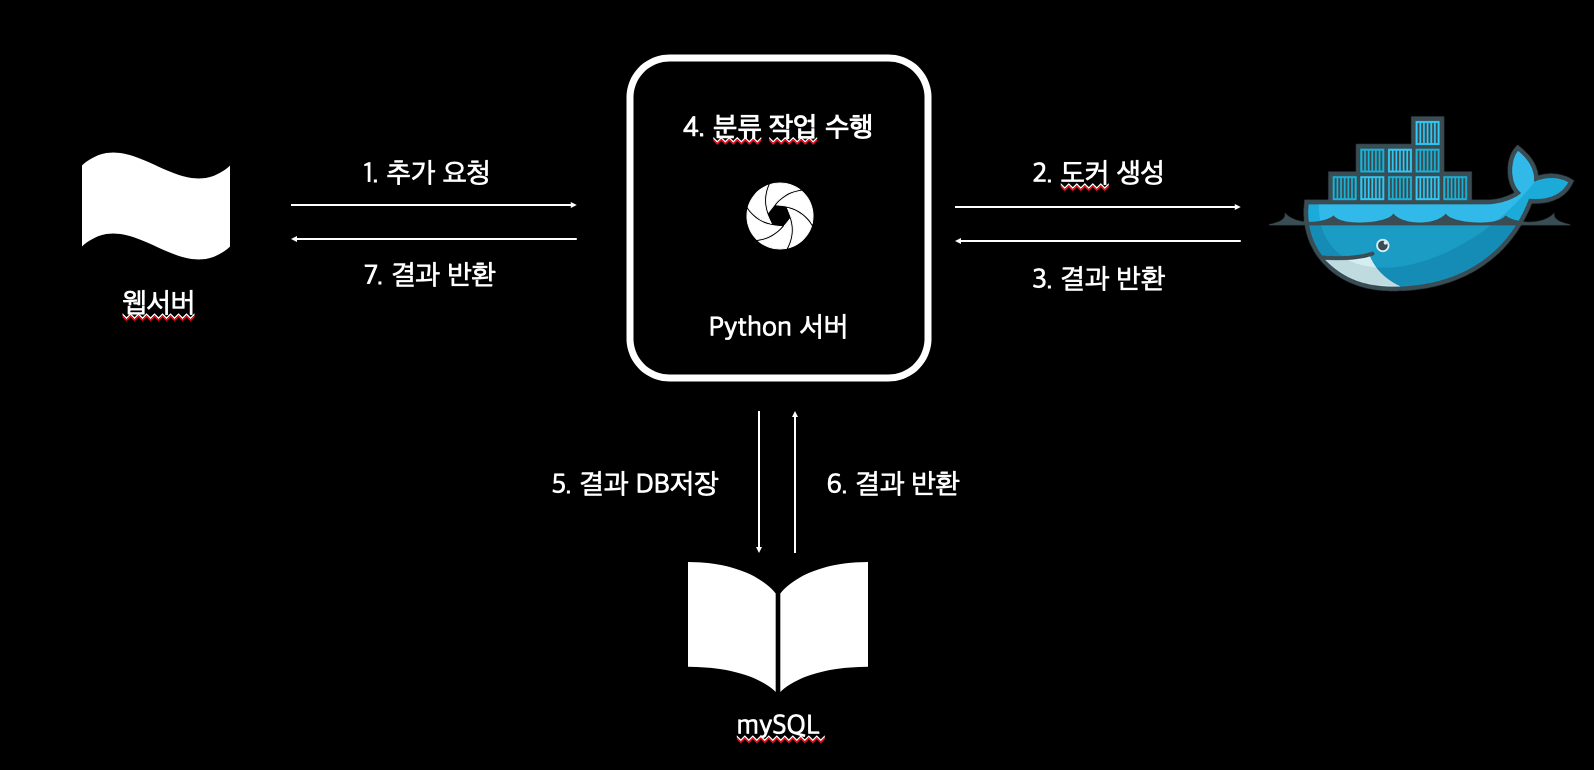 4. 분류 작업 수행
1. 추가 요청
2. 도커 생성
7. 결과 반환
3. 결과 반환
웹서버
Python 서버
5. 결과 DB저장
6. 결과 반환
mySQL